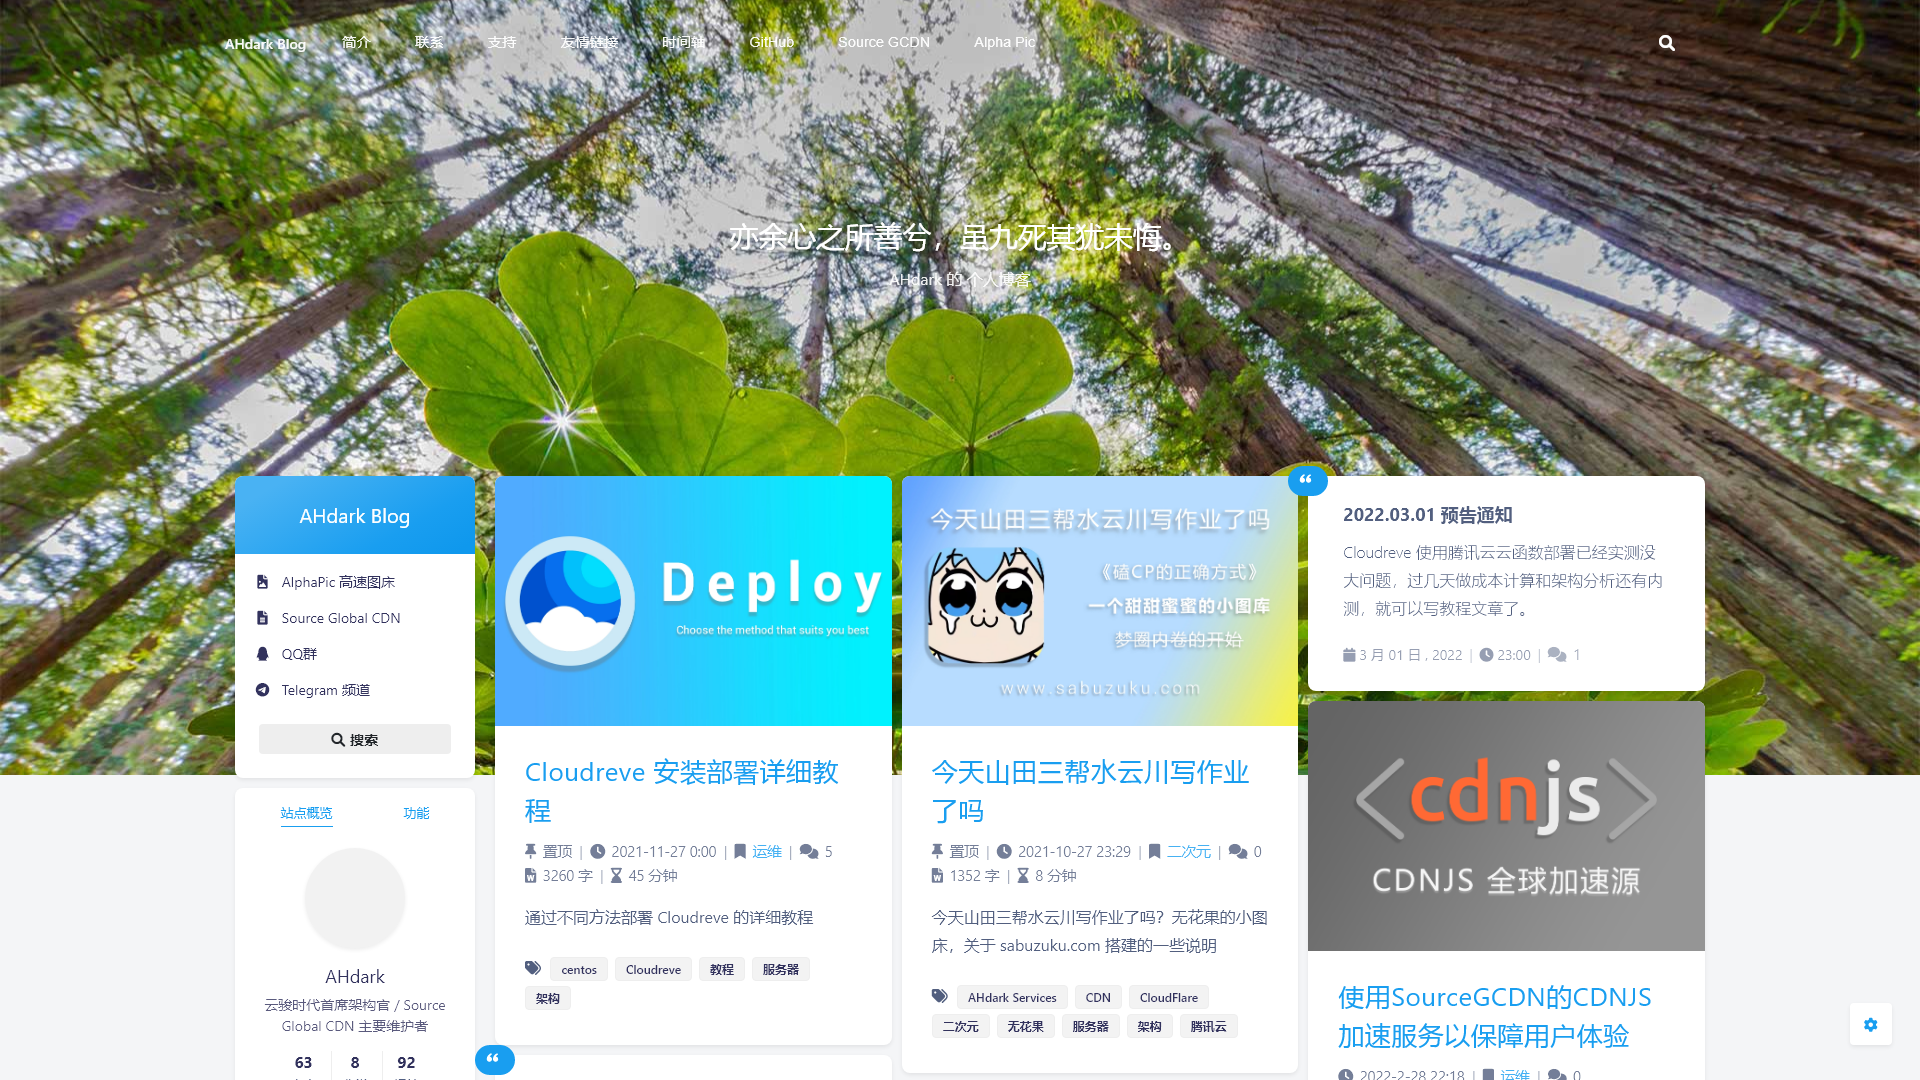 AHdark Blog 简介 联系 支持 友情链接 时间轴 GitHub Source GCDN Alpha Pic
亦余心之所善兮，虽九死其犹未悔。
AHdark 的个人博客
AHdark Blog
AlphaPic 高速图床
Source Global CDN
QQ群
Telegram 频道
搜索
站点概览 功能
AHdark
云骏时代首席架构官 / Source
Global CDN 主要维护者
63 8 92
Deploy
Choose the method that suits you best
Cloudreve 安装部署详细教
程
置顶 | 2021-11-27 0:00 | 运维 | 5
3260 字 | 45 分钟
通过不同方法部署 Cloudreve 的详细教程
centos Cloudreve 教程 服务器
架构
今天山田三帮水云川写作业了吗
《磕CP的正确方式》
一个甜甜蜜蜜的小图库
梦圈内卷的开始
www.sabuzuku.com
今天山田三帮水云川写作业
了吗
置顶 | 2021-10-27 23:29 | 二次元 | 0
1352 字 | 8 分钟
今天山田三帮水云川写作业了吗？无花果的小图
床，关于 sabuzuku.com 搭建的一些说明
AHdark Services CDN CloudFlare
二次元 无花果 服务器 架构 腾讯云
2022.03.01 预告通知
Cloudreve 使用腾讯云云函数部署已经实测没
大问题，过几天做成本计算和架构分析还有内
测，就可以写教程文章了。
3 月 01 日 , 2022 | 23:00 | 1
<cdnjs>
CDNJS 全球加速源
使用SourceGCDN的CDNJS
加速服务以保障用户体验
2022-2-28 22:18 | 运维 | 0